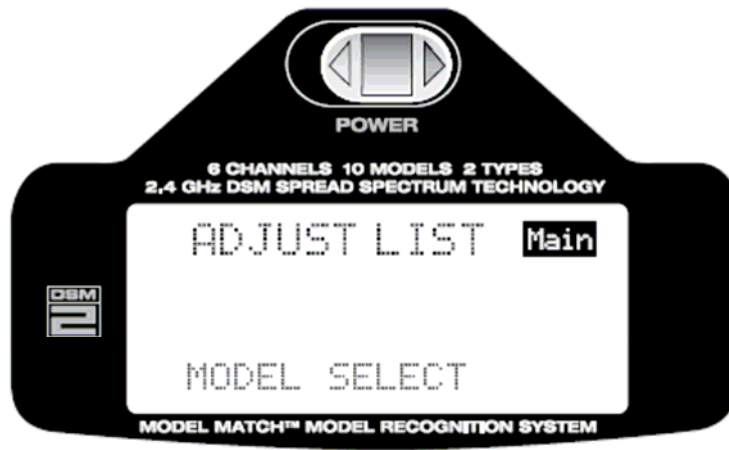 POWER
6 CHANNELS 10 MODELS 2 TYPES
2,4 GHz DSM SPREAD SPECTRUM TECHNOLOGY
ADJUST LIST Main
DSM
2
MODEL SELECT
MODEL MATCH™ MODEL RECOGNITION SYSTEM